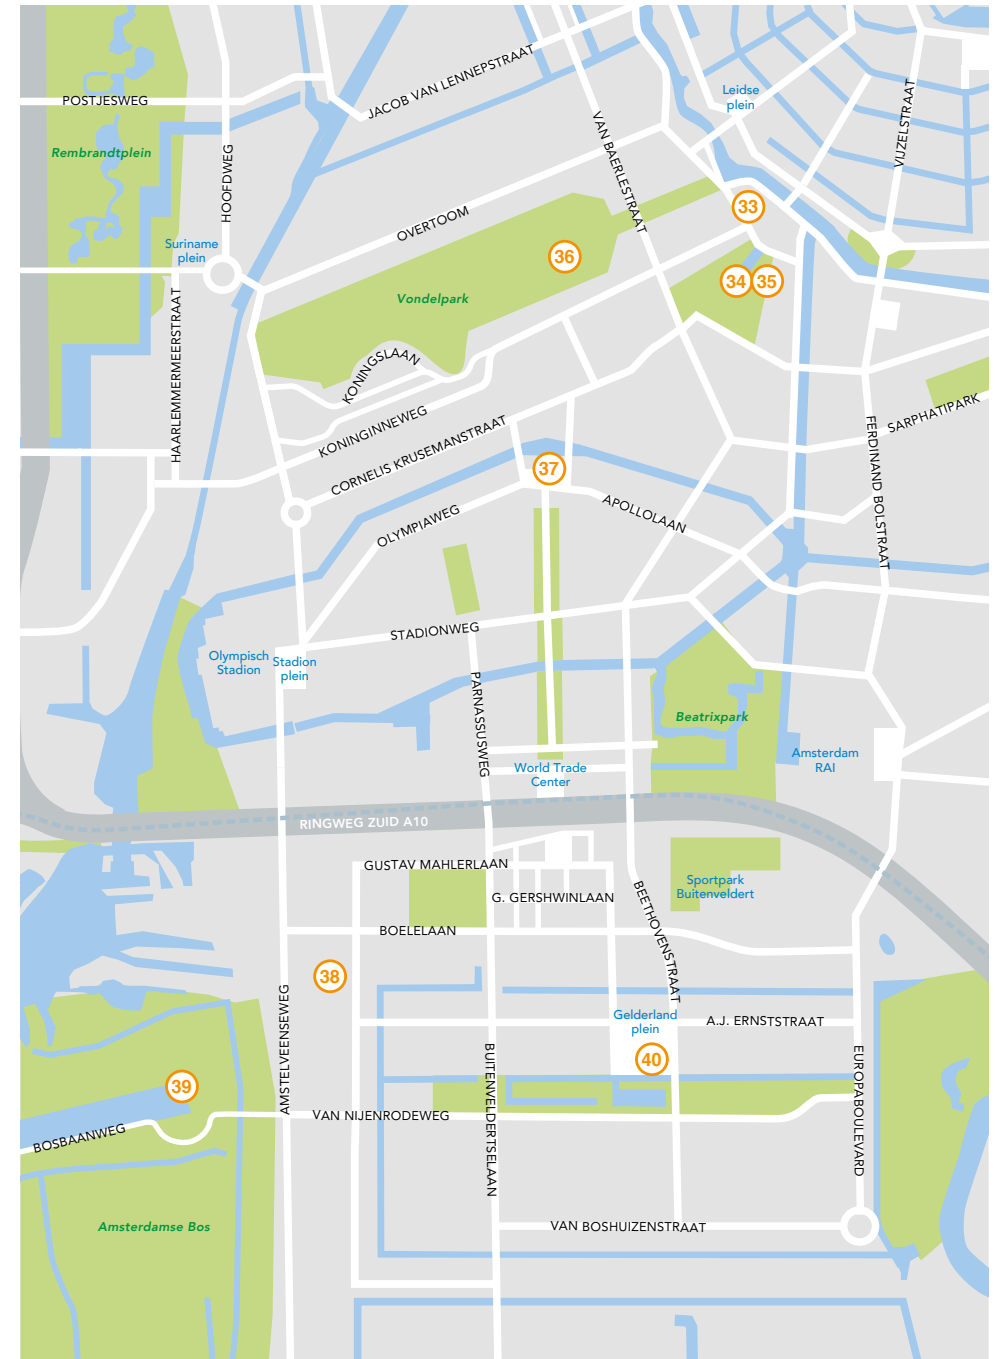 JACOB VAN LENNEPSTRAAT
Leidse
plein
POSTJESWEG
VIJZELSTRAAT
VAN BAERLESTRAAT
Rembrandtplein
HOOFDWEG
33
OVERTOOM
Suriname
plein
36
34
35
Vondelpark
HAARLEMMERMEERSTRAAT
KONINGSLAAN
KONINGINNEWEG
SARPHATIPARK
CORNELIS KRUSEMANSTRAAT
FERDINAND BOLSTRAAT
37
OLYMPIAWEG
APOLLOLAAN
STADIONWEG
Olympisch
Stadion
Stadion
plein
PARNASSUSWEG
Beatrixpark
World Trade
Center
Amsterdam
RAI
RINGWEG ZUID A10
GUSTAV MAHLERLAAN
Sportpark
Buitenveldert
G. GERSHWINLAAN
BEETHOVENSTRAAT
BOELELAAN
38
AMSTELVEENSEWEG
Gelderland
plein
A.J. ERNSTSTRAAT
40
39
BUITENVELDERTSELAAN
EUROPABOULEVARD
VAN NIJENRODEWEG
BOSBAANWEG
Amsterdamse Bos
VAN BOSHUIZENSTRAAT